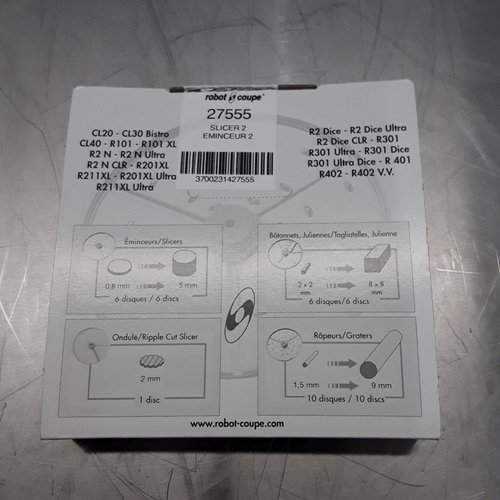 robot coupe
27555
SLICER 2
EMINCEUR 2
3700231427555
CL20 - CL30 Bistro
CL40 - R101 - R101 XL
R2 N - R2 N Ultra
R2 N CLR - R201XL
R211XL - R201XL Ultra
R211XL Ultra
R2 Dice - R2 Dice Ultra
R2 Dice CLR - R301
R301 Ultra - R301 Dice
R301 Ultra Dice - R 401
R402 - R402 V.V.
Éminceurs/Slicers
0,8 mm
5 mm
6 disques / 6 discs
Bâtonnets, Juliennes/Tagliatelles, Julienne
2 x 2
mm
8 x 8
mm
6 disques/6 discs
Ondulé/Ripple Cut Slicer
2 mm
1 disc
Râpeurs/Graters
1,5 mm
9 mm
10 disques / 10 discs
www.robot-coupe.com